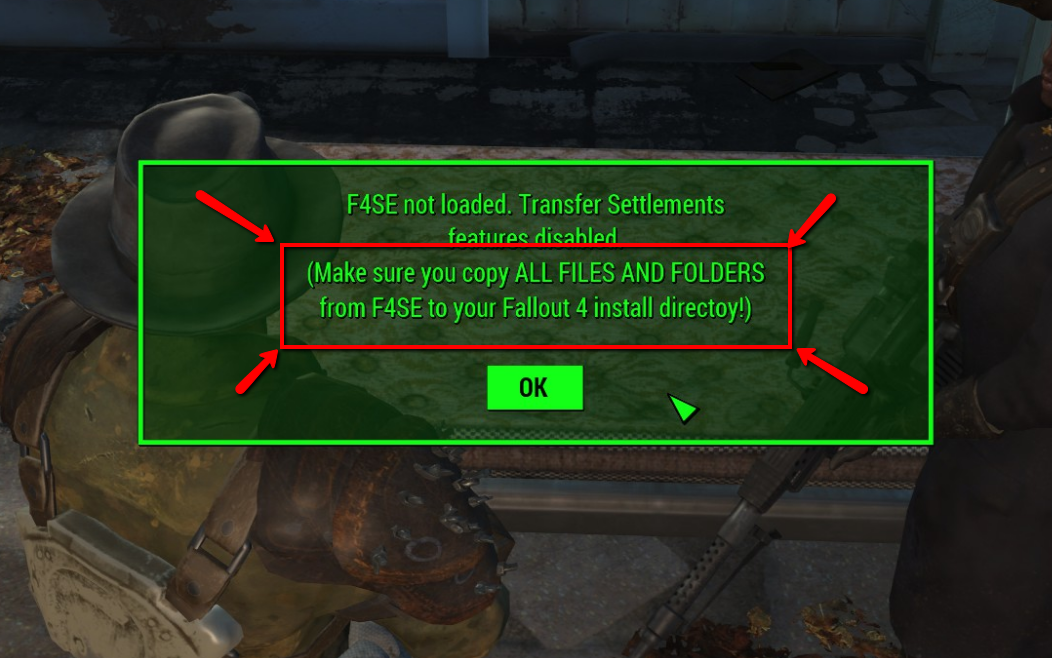 F4SE not loaded. Transfer Settlements
features disabled
(Make sure you copy ALL FILES AND FOLDERS
from F4SE to your Fallout 4 install directoy!)
OK